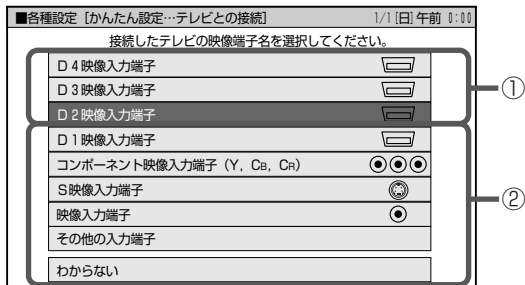 ■各種設定［かんたん設定…テレビとの接続］ 1/1[日]午前 0:00
接続したテレビの映像端子名を選択してください。
D4映像入力端子
D3映像入力端子
D2映像入力端子
①
D1映像入力端子
コンポーネント映像入力端子（Y，CB，CR）
S映像入力端子
②
映像入力端子
その他の入力端子
わからない